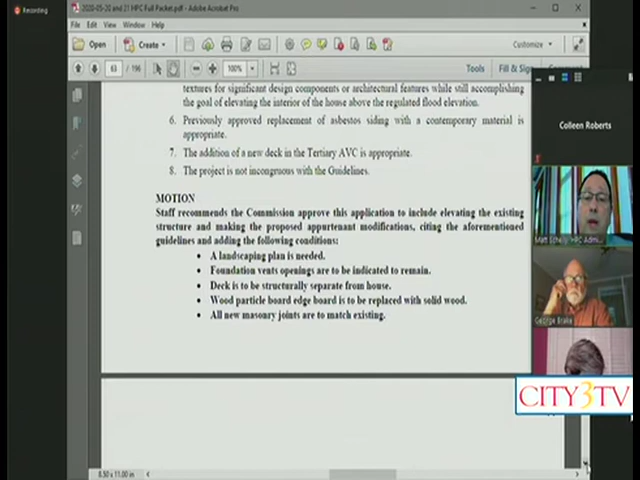 Recording
2020-05-20 and 21 HPC Full Packet.pdf - Adobe Acrobat Pro
File Edit View Window Help
Open Create Customize
63 / 196 100% Tools Fill & Sign
textures for significant design components or architectural features while still accomplishing
the goal of elevating the interior of the house above the regulated flood elevation.
6. Previously approved replacement of asbestos siding with a contemporary material is
appropriate.
7. The addition of a new deck in the Tertiary AVC is appropriate.
8. The project is not incongruous with the Guidelines.
MOTION
Staff recommends the Commission approve this application to include elevating the existing
structure and making the proposed appurtenant modifications, citing the aforementioned
guidelines and adding the following conditions:
• A landscaping plan is needed.
• Foundation vents openings are to be indicated to remain.
• Deck is to be structurally separate from house.
• Wood particle board edge board is to be replaced with solid wood.
• All new masonry joints are to match existing.
8.50 x 11.00 in
Colleen Roberts
Matt HPC Admi
George Brake
CITY3TV